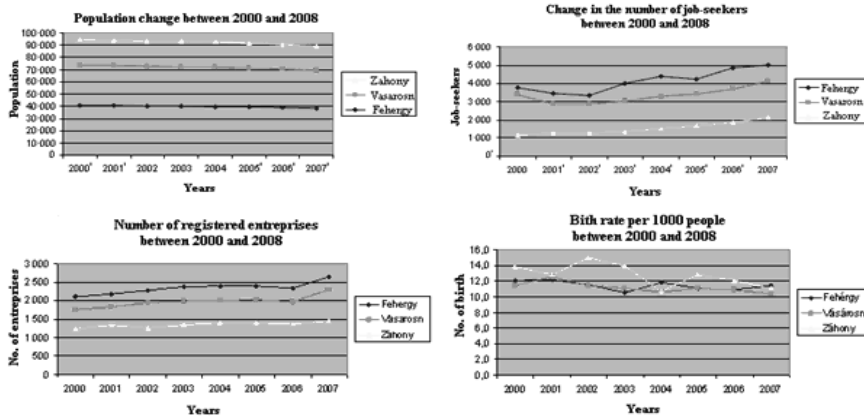 Population change between 2000 and 2008
Population
100 000
90 000
80 000
70 000
60 000
50 000
40 000
30 000
20 000
10 000
0
2000' 2001' 2002 2003 2004 2005' 2006' 2007'
Years
Zahony
Vasarosn
Fehergy
Change in the number of job-seekers
between 2000 and 2008
Job-seekers
6 000
5 000
4 000
3 000
2 000
1 000
0'
2000 2001' 2002' 2003' 2004' 2005' 2006' 2007
Years
Fehergy
Vasarosn
Zahony
Number of registered entreprises
between 2000 and 2008
No. of entreprises
3 000
2 500
2 000
1 500
1 000
500
0
2000 2001 2002 2003 2004 2005 2006 2007
Years
Fehergy
Vasarosn
Zahony
Bith rate per 1000 people
between 2000 and 2008
No. of birth
16,0
14,0
12,0
10,0
8,0
6,0
4,0
2,0
0,0
2000 2001 2002 2003 2004 2005 2006 2007
Years
Fehérgy
Vásárosn
Záhony